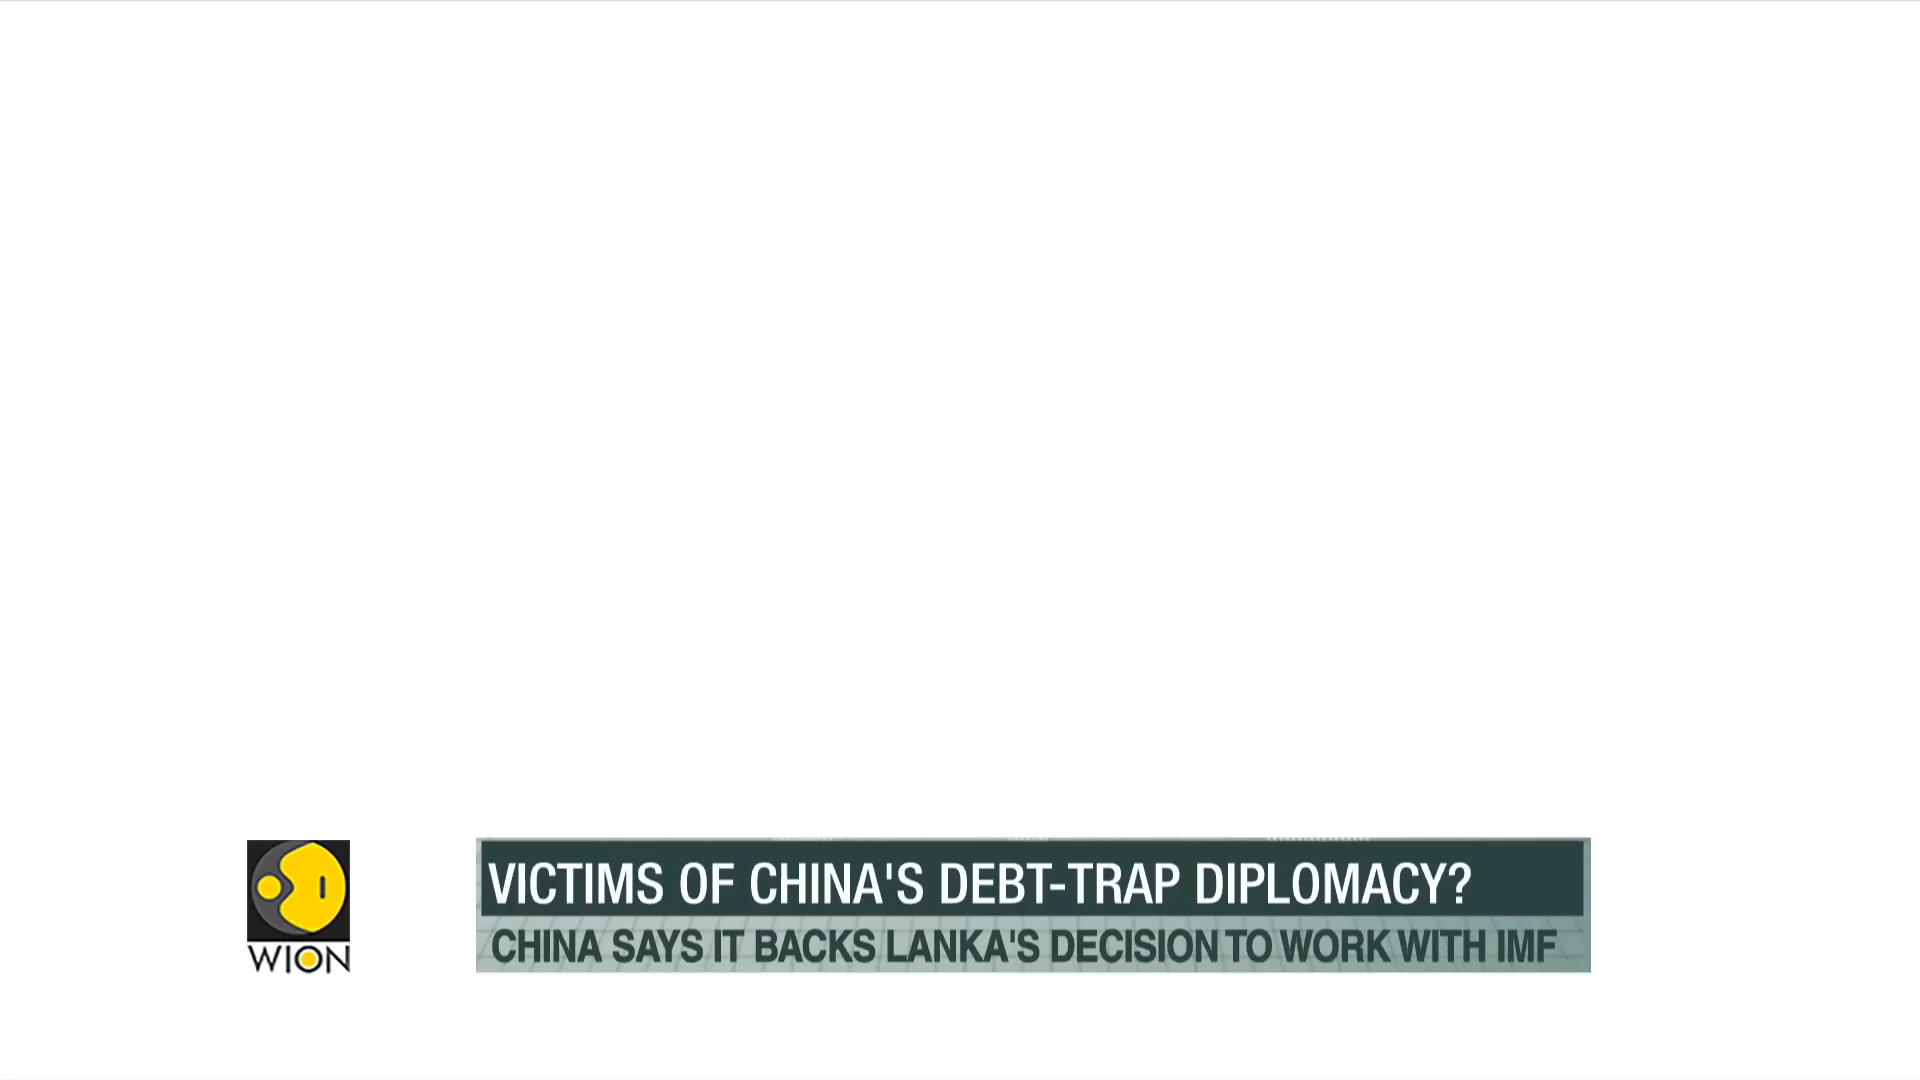 VICTIMS OF CHINA'S DEBT-TRAP DIPLOMACY?
CHINA SAYS IT BACKS LANKA'S DECISION TO WORK WITH IMF
WION